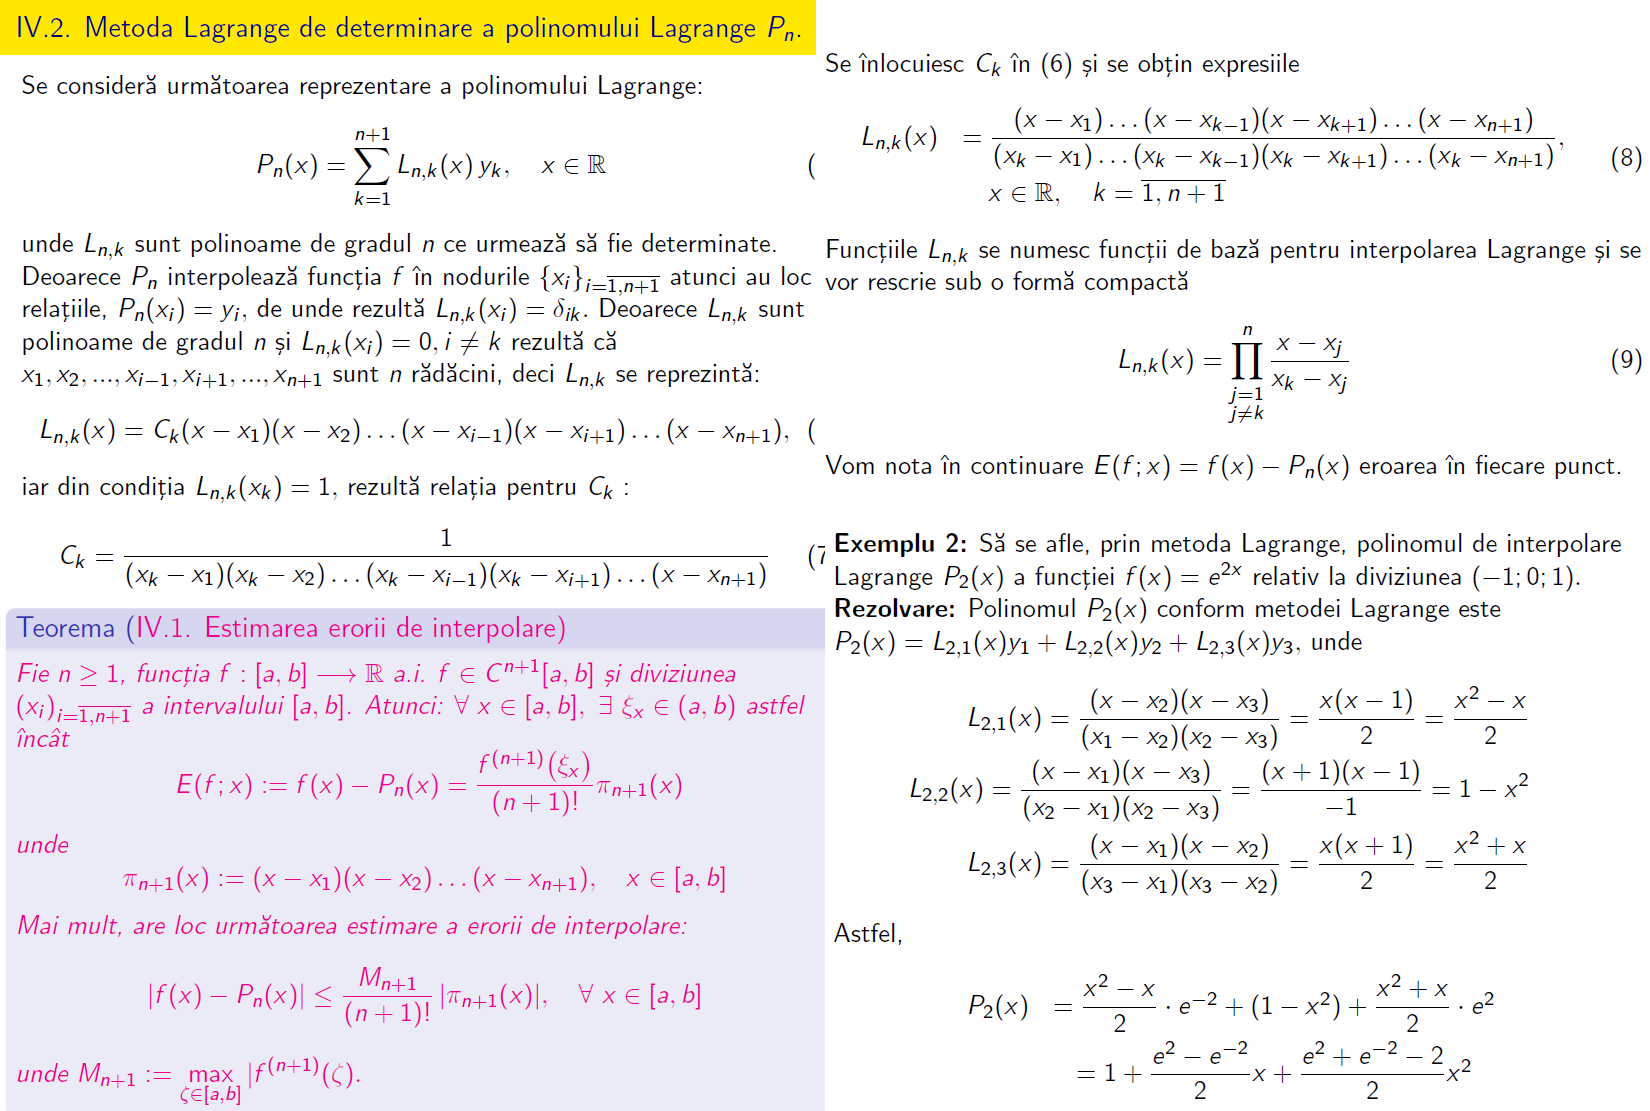 IV.2. Metoda Lagrange de determinare a polinomului Lagrange Pₙ.
Se consideră următoarea reprezentare a polinomului Lagrange:
$P_n(x) = \sum_{k=1}^{n+1} L_{n,k}(x)\, y_k, \quad x \in \mathbb{R}$ (
unde $L_{n,k}$ sunt polinoame de gradul $n$ ce urmează să fie determinate.
Deoarece $P_n$ interpolează funcția $f$ în nodurile $\{x_i\}_{i=\overline{1,n+1}}$ atunci au loc
relațiile, $P_n(x_i) = y_i$, de unde rezultă $L_{n,k}(x_i) = \delta_{ik}$. Deoarece $L_{n,k}$ sunt
polinoame de gradul $n$ și $L_{n,k}(x_i) = 0, i \neq k$ rezultă că
$x_1, x_2, ..., x_{i-1}, x_{i+1}, ..., x_{n+1}$ sunt $n$ rădăcini, deci $L_{n,k}$ se reprezintă:
$L_{n,k}(x) = C_k(x - x_1)(x - x_2) \ldots (x - x_{i-1})(x - x_{i+1}) \ldots (x - x_{n+1}),$ (
iar din condiția $L_{n,k}(x_k) = 1$, rezultă relația pentru $C_k$ :
$C_k = \frac{1}{(x_k - x_1)(x_k - x_2) \ldots (x_k - x_{i-1})(x_k - x_{i+1}) \ldots (x - x_{n+1})}$ (7
Teorema (IV.1. Estimarea erorii de interpolare)
Fie $n \geq 1$, funcția $f : [a, b] \longrightarrow \mathbb{R}$ a.i. $f \in C^{n+1}[a, b]$ și diviziunea
$(x_i)_{i=\overline{1,n+1}}$ a intervalului $[a, b]$. Atunci: $\forall\ x \in [a, b],\ \exists\ \xi_x \in (a, b)$ astfel
încât
$E(f; x) := f(x) - P_n(x) = \frac{f^{(n+1)}(\xi_x)}{(n+1)!} \pi_{n+1}(x)$
unde
$\pi_{n+1}(x) := (x - x_1)(x - x_2) \ldots (x - x_{n+1}), \quad x \in [a, b]$
Mai mult, are loc următoarea estimare a erorii de interpolare:
$|f(x) - P_n(x)| \leq \frac{M_{n+1}}{(n+1)!} |\pi_{n+1}(x)|, \quad \forall\ x \in [a, b]$
unde $M_{n+1} := \max_{\zeta \in [a,b]} |f^{(n+1)}(\zeta).$
Se înlocuiesc $C_k$ în (6) și se obțin expresiile
$L_{n,k}(x) = \frac{(x - x_1) \ldots (x - x_{k-1})(x - x_{k+1}) \ldots (x - x_{n+1})}{(x_k - x_1) \ldots (x_k - x_{k-1})(x_k - x_{k+1}) \ldots (x_k - x_{n+1})},$ (8)
$x \in \mathbb{R}, \quad k = \overline{1, n+1}$
Funcțiile $L_{n,k}$ se numesc funcții de bază pentru interpolarea Lagrange și se
vor rescrie sub o formă compactă
$L_{n,k}(x) = \prod_{\substack{j=1 \\ j \neq k}}^{n} \frac{x - x_j}{x_k - x_j}$ (9)
Vom nota în continuare $E(f; x) = f(x) - P_n(x)$ eroarea în fiecare punct.
Exemplu 2: Să se afle, prin metoda Lagrange, polinomul de interpolare
Lagrange $P_2(x)$ a funcției $f(x) = e^{2x}$ relativ la diviziunea $(-1; 0; 1)$.
Rezolvare: Polinomul $P_2(x)$ conform metodei Lagrange este
$P_2(x) = L_{2,1}(x)y_1 + L_{2,2}(x)y_2 + L_{2,3}(x)y_3$, unde
$L_{2,1}(x) = \frac{(x - x_2)(x - x_3)}{(x_1 - x_2)(x_2 - x_3)} = \frac{x(x - 1)}{2} = \frac{x^2 - x}{2}$
$L_{2,2}(x) = \frac{(x - x_1)(x - x_3)}{(x_2 - x_1)(x_2 - x_3)} = \frac{(x + 1)(x - 1)}{-1} = 1 - x^2$
$L_{2,3}(x) = \frac{(x - x_1)(x - x_2)}{(x_3 - x_1)(x_3 - x_2)} = \frac{x(x + 1)}{2} = \frac{x^2 + x}{2}$
Astfel,
$P_2(x) = \frac{x^2 - x}{2} \cdot e^{-2} + (1 - x^2) + \frac{x^2 + x}{2} \cdot e^2$
$= 1 + \frac{e^2 - e^{-2}}{2} x + \frac{e^2 + e^{-2} - 2}{2} x^2$